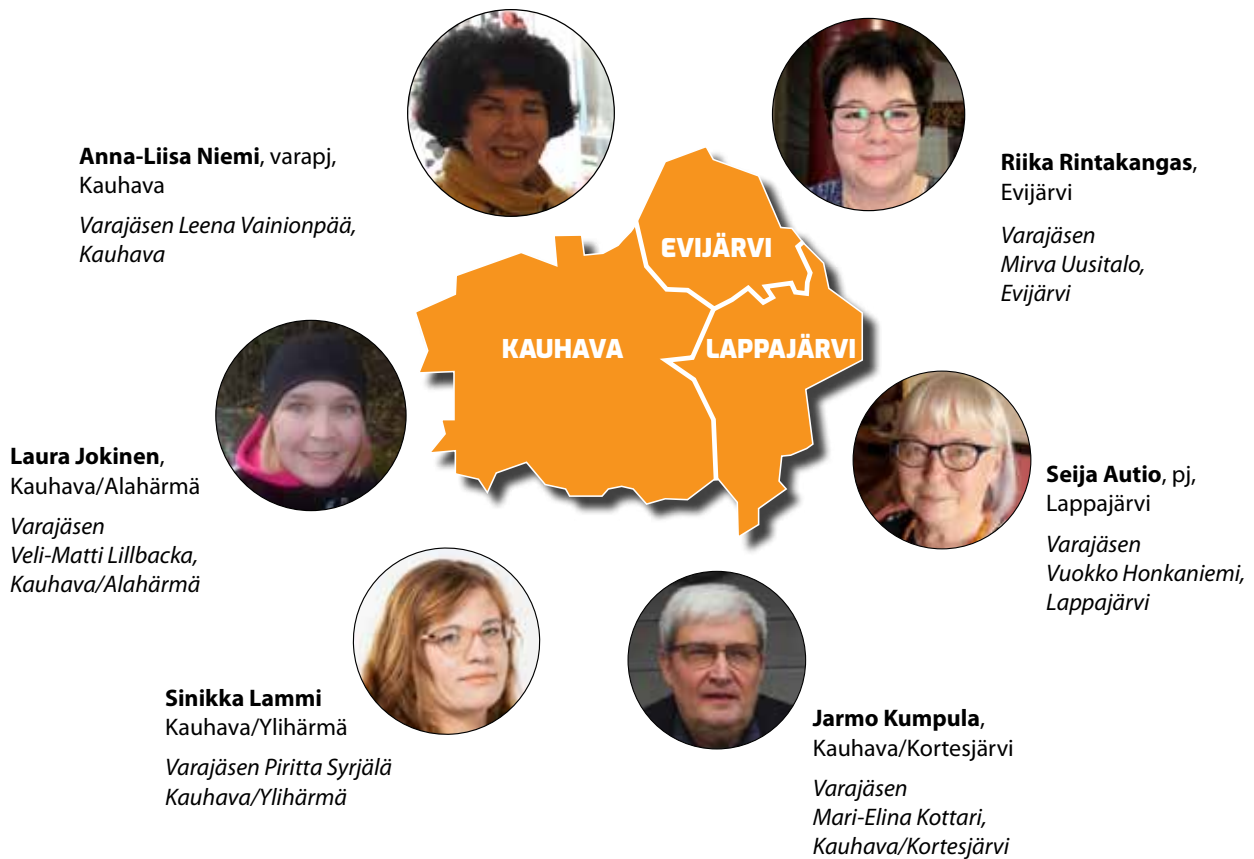 Anna-Liisa Niemi, varapj,
Kauhava
Varajäsen Leena Vainionpää,
Kauhava
Riika Rintakangas,
Evijärvi
Varajäsen
Mirva Uusitalo,
Evijärvi
EVIJÄRVI
KAUHAVA
LAPPAJÄRVI
Laura Jokinen,
Kauhava/Alahärmä
Varajäsen
Veli-Matti Lillbacka,
Kauhava/Alahärmä
Seija Autio, pj,
Lappajärvi
Varajäsen
Vuokko Honkaniemi,
Lappajärvi
Sinikka Lammi
Kauhava/Ylihärmä
Varajäsen Piritta Syrjälä
Kauhava/Ylihärmä
Jarmo Kumpula,
Kauhava/Kortesjärvi
Varajäsen
Mari-Elina Kottari,
Kauhava/Kortesjärvi